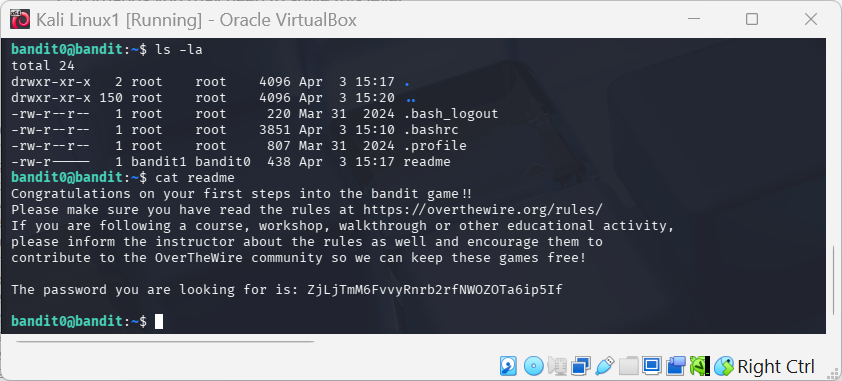 Kali Linux1 [Running] - Oracle VirtualBox
bandit0@bandit:~$ ls -la
total 24
drwxr-xr-x   2 root    root    4096 Apr  3 15:17 .
drwxr-xr-x 150 root    root    4096 Apr  3 15:20 ..
-rw-r--r--   1 root    root     220 Mar 31  2024 .bash_logout
-rw-r--r--   1 root    root    3851 Apr  3 15:10 .bashrc
-rw-r--r--   1 root    root     807 Mar 31  2024 .profile
-rw-r-----   1 bandit1 bandit0  438 Apr  3 15:17 readme
bandit0@bandit:~$ cat readme
Congratulations on your first steps into the bandit game!!
Please make sure you have read the rules at https://overthewire.org/rules/
If you are following a course, workshop, walkthrough or other educational activity,
please inform the instructor about the rules as well and encourage them to
contribute to the OverTheWire community so we can keep these games free!
The password you are looking for is: ZjLjTmM6FvvyRnrb2rfNWOZOTa6ip5If
bandit0@bandit:~$
Right Ctrl